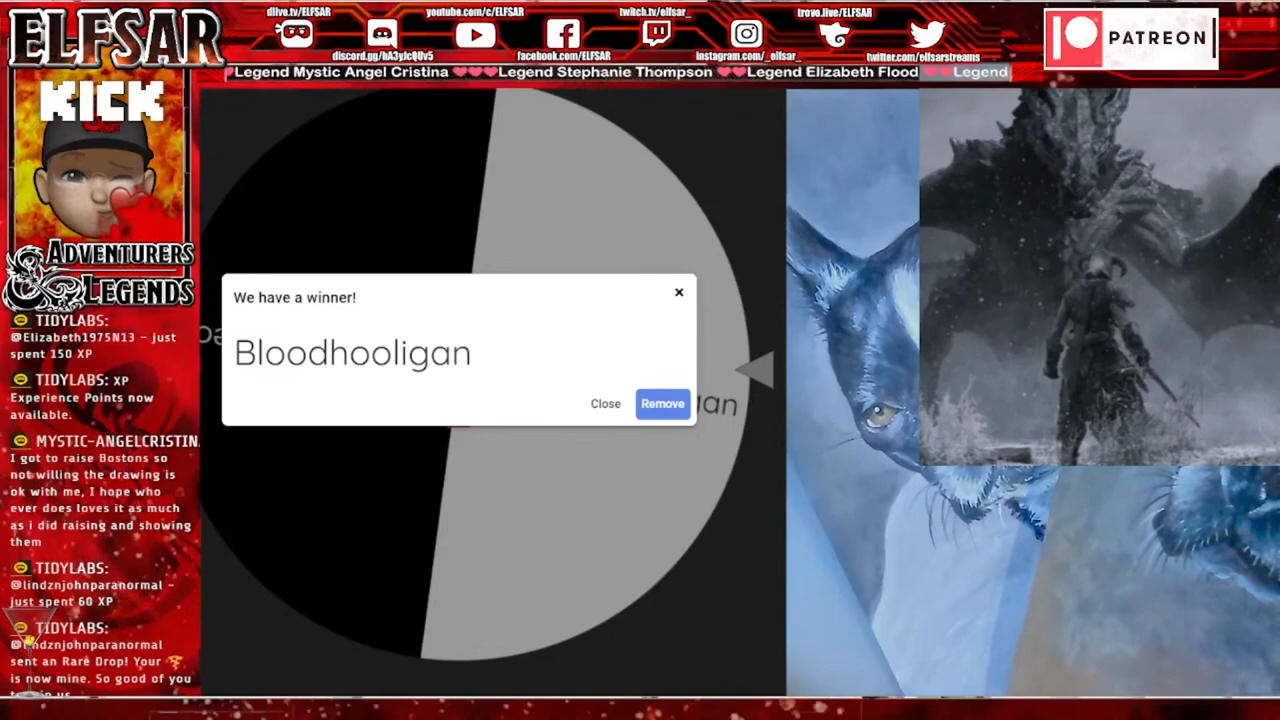 ELFSAR
dlive.tv/ELFSAR
youtube.com/c/ELFSAR
twitch.tv/elfsar_
trovo.live/ELFSAR
discord.gg/hA3yJcQUv5
facebook.com/ELFSAR
instagram.com/_elfsar_
twitter.com/elfsarstreams
PATREON
Legend Mystic Angel Cristina ❤❤❤Legend Stephanie Thompson ❤❤Legend Elizabeth Flood ❤❤Legend
KICK
ADVENTURERS
& LEGENDS
TIDYLABS:
@Elizabeth1975N13 - just
spent 150 XP
TIDYLABS: XP
Experience Points now
available.
MYSTIC-ANGELCRISTINA
I got to raise Bostons so
not willing the drawing is
ok with me, I hope who
ever does loves it as much
as i did raising and showing
them
TIDYLABS:
@lindznjohnparanormal -
just spent 60 XP
TIDYLABS:
@lindznjohnparanormal
sent an Rare Drop! Your
is now mine. So good of you
We have a winner!
×
Bloodhooligan
Close
Remove
gan